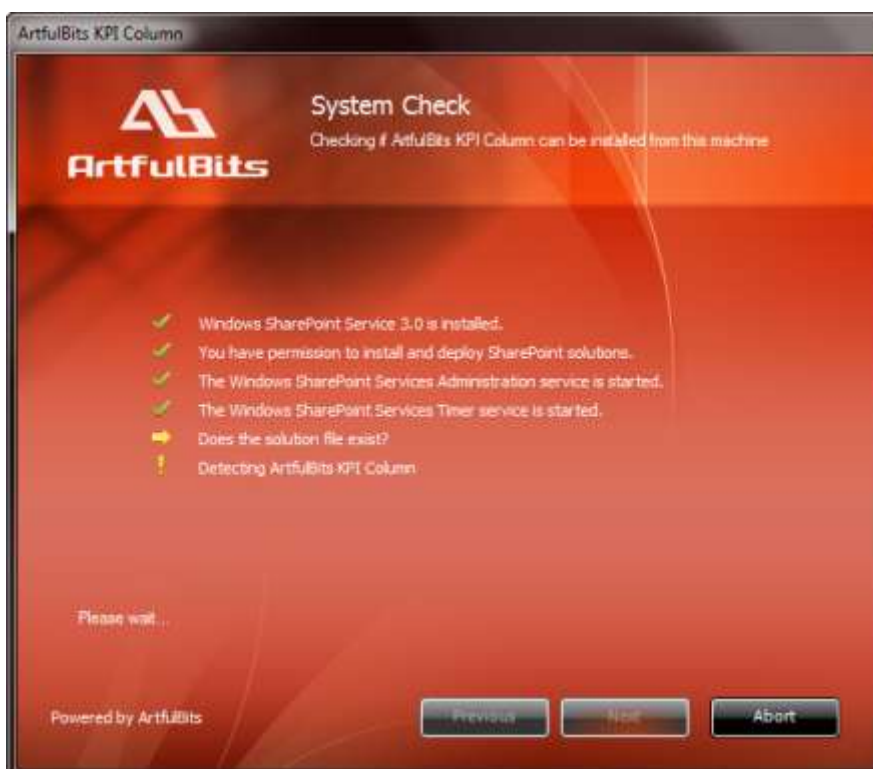 ArtfulBits KPI Column
ArtfulBits
System Check
Checking if ArtfulBits KPI Column can be installed from this machine
Windows SharePoint Service 3.0 is installed.
You have permission to install and deploy SharePoint solutions.
The Windows SharePoint Services Administration service is started.
The Windows SharePoint Services Timer service is started.
Does the solution file exist?
Detecting ArtfulBits KPI Column
Please wait...
Powered by ArtfulBits
Previous Next Abort